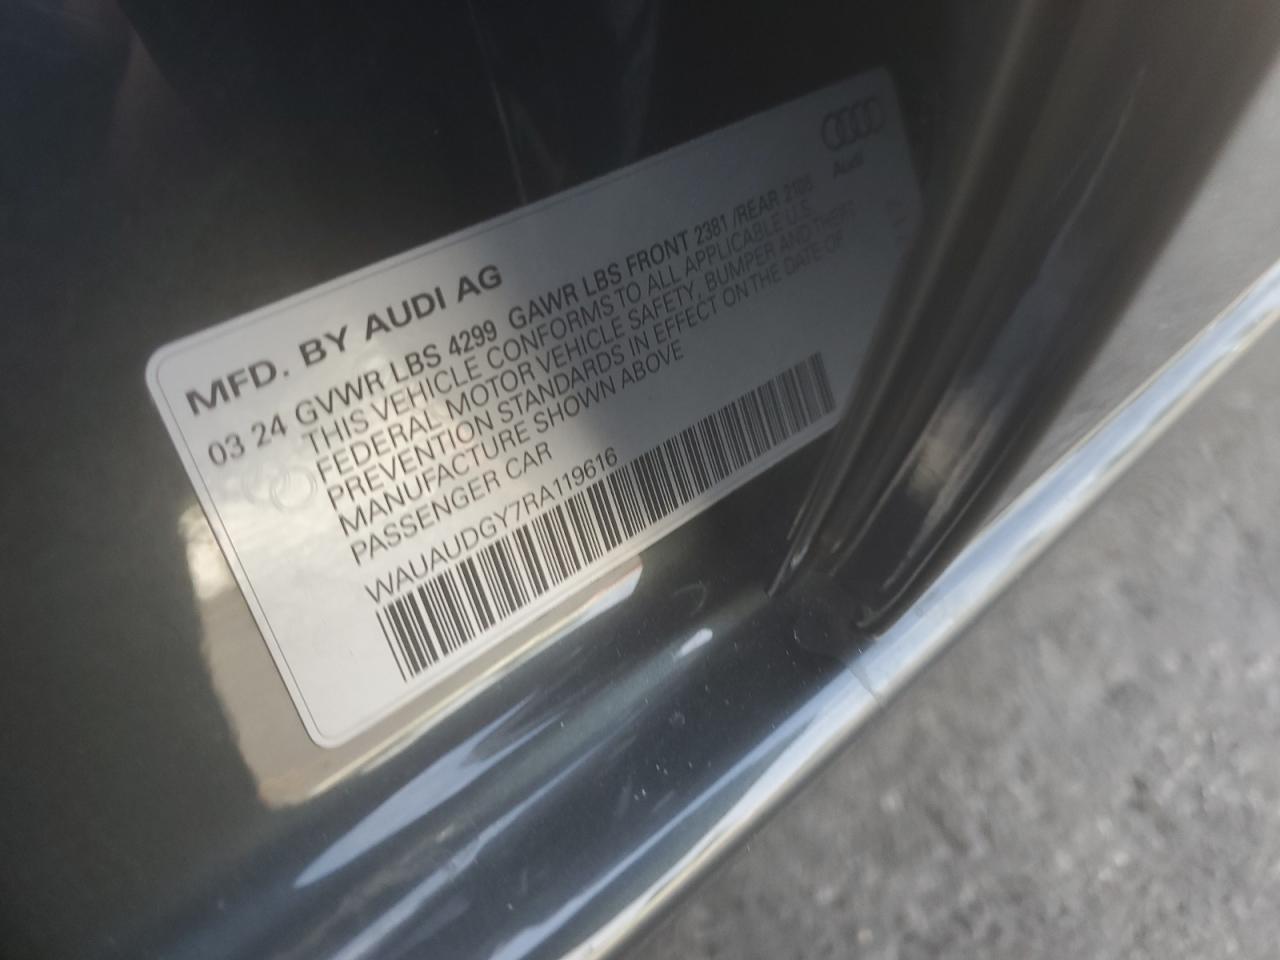 Audi
MFD. BY AUDI AG
03 24 GVWR LBS 4299 GAWR LBS FRONT 2381 /REAR 2105
THIS VEHICLE CONFORMS TO ALL APPLICABLE U.S.
FEDERAL MOTOR VEHICLE SAFETY, BUMPER AND THEFT
PREVENTION STANDARDS IN EFFECT ON THE DATE OF
MANUFACTURE SHOWN ABOVE
PASSENGER CAR
WAUAUDGY7RA119616